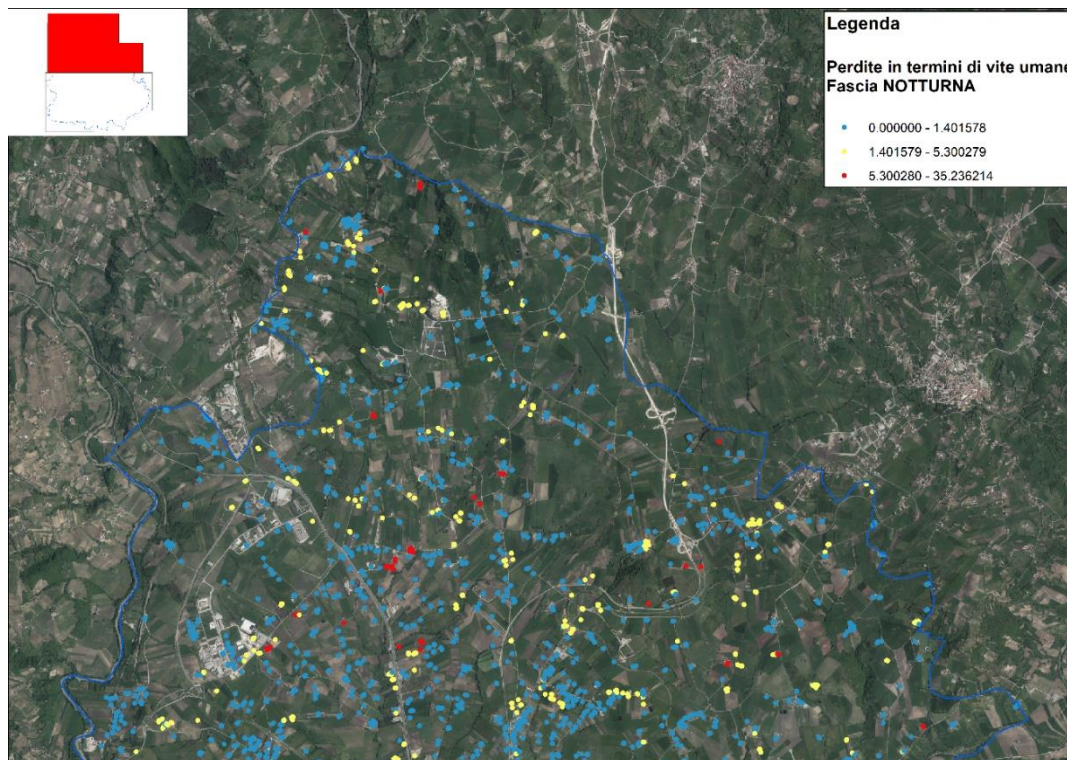 Legenda
Perdite in termini di vite umane
Fascia NOTTURNA
0.000000 - 1.401578
1.401579 - 5.300279
5.300280 - 35.236214